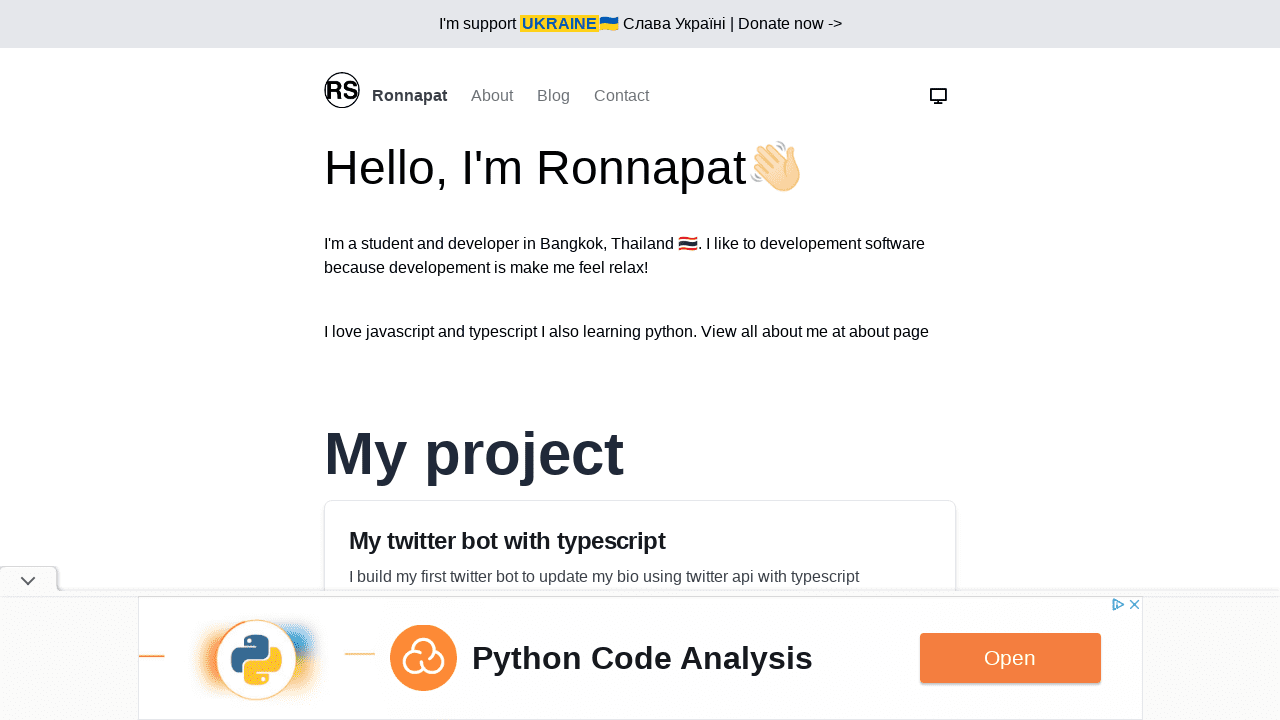 I'm support UKRAINE🇺🇦 Слава Україні | Donate now ->
RS Ronnapat About Blog Contact
Hello, I'm Ronnapat👋🏻
I'm a student and developer in Bangkok, Thailand 🇹🇭. I like to developement software
because developement is make me feel relax!
I love javascript and typescript I also learning python. View all about me at about page
My project
My twitter bot with typescript
I build my first twitter bot to update my bio using twitter api with typescript
Python Code Analysis
Open